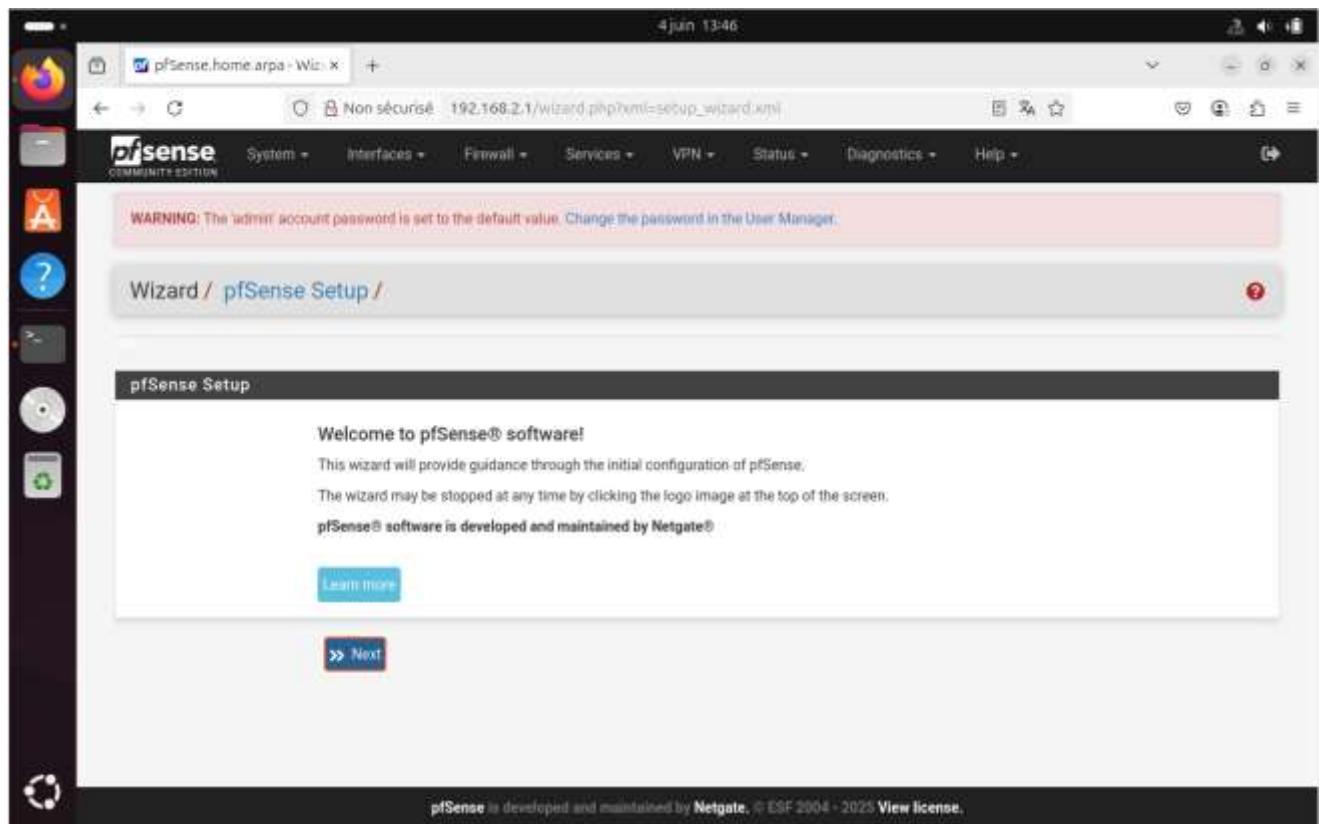 4 juin 13:46
pfSense.home.arpa - Wiz
Non sécurisé 192.168.2.1/wizard.php?xml=setup_wizard.xml
pfsense System Interfaces Firewall Services VPN Status Diagnostics Help
COMMUNITY EDITION
WARNING: The 'admin' account password is set to the default value. Change the password in the User Manager.
Wizard / pfSense Setup /
pfSense Setup
Welcome to pfSense® software!
This wizard will provide guidance through the initial configuration of pfSense.
The wizard may be stopped at any time by clicking the logo image at the top of the screen.
pfSense® software is developed and maintained by Netgate®
Learn more
Next
pfSense is developed and maintained by Netgate. © ESF 2004 - 2025 View license.